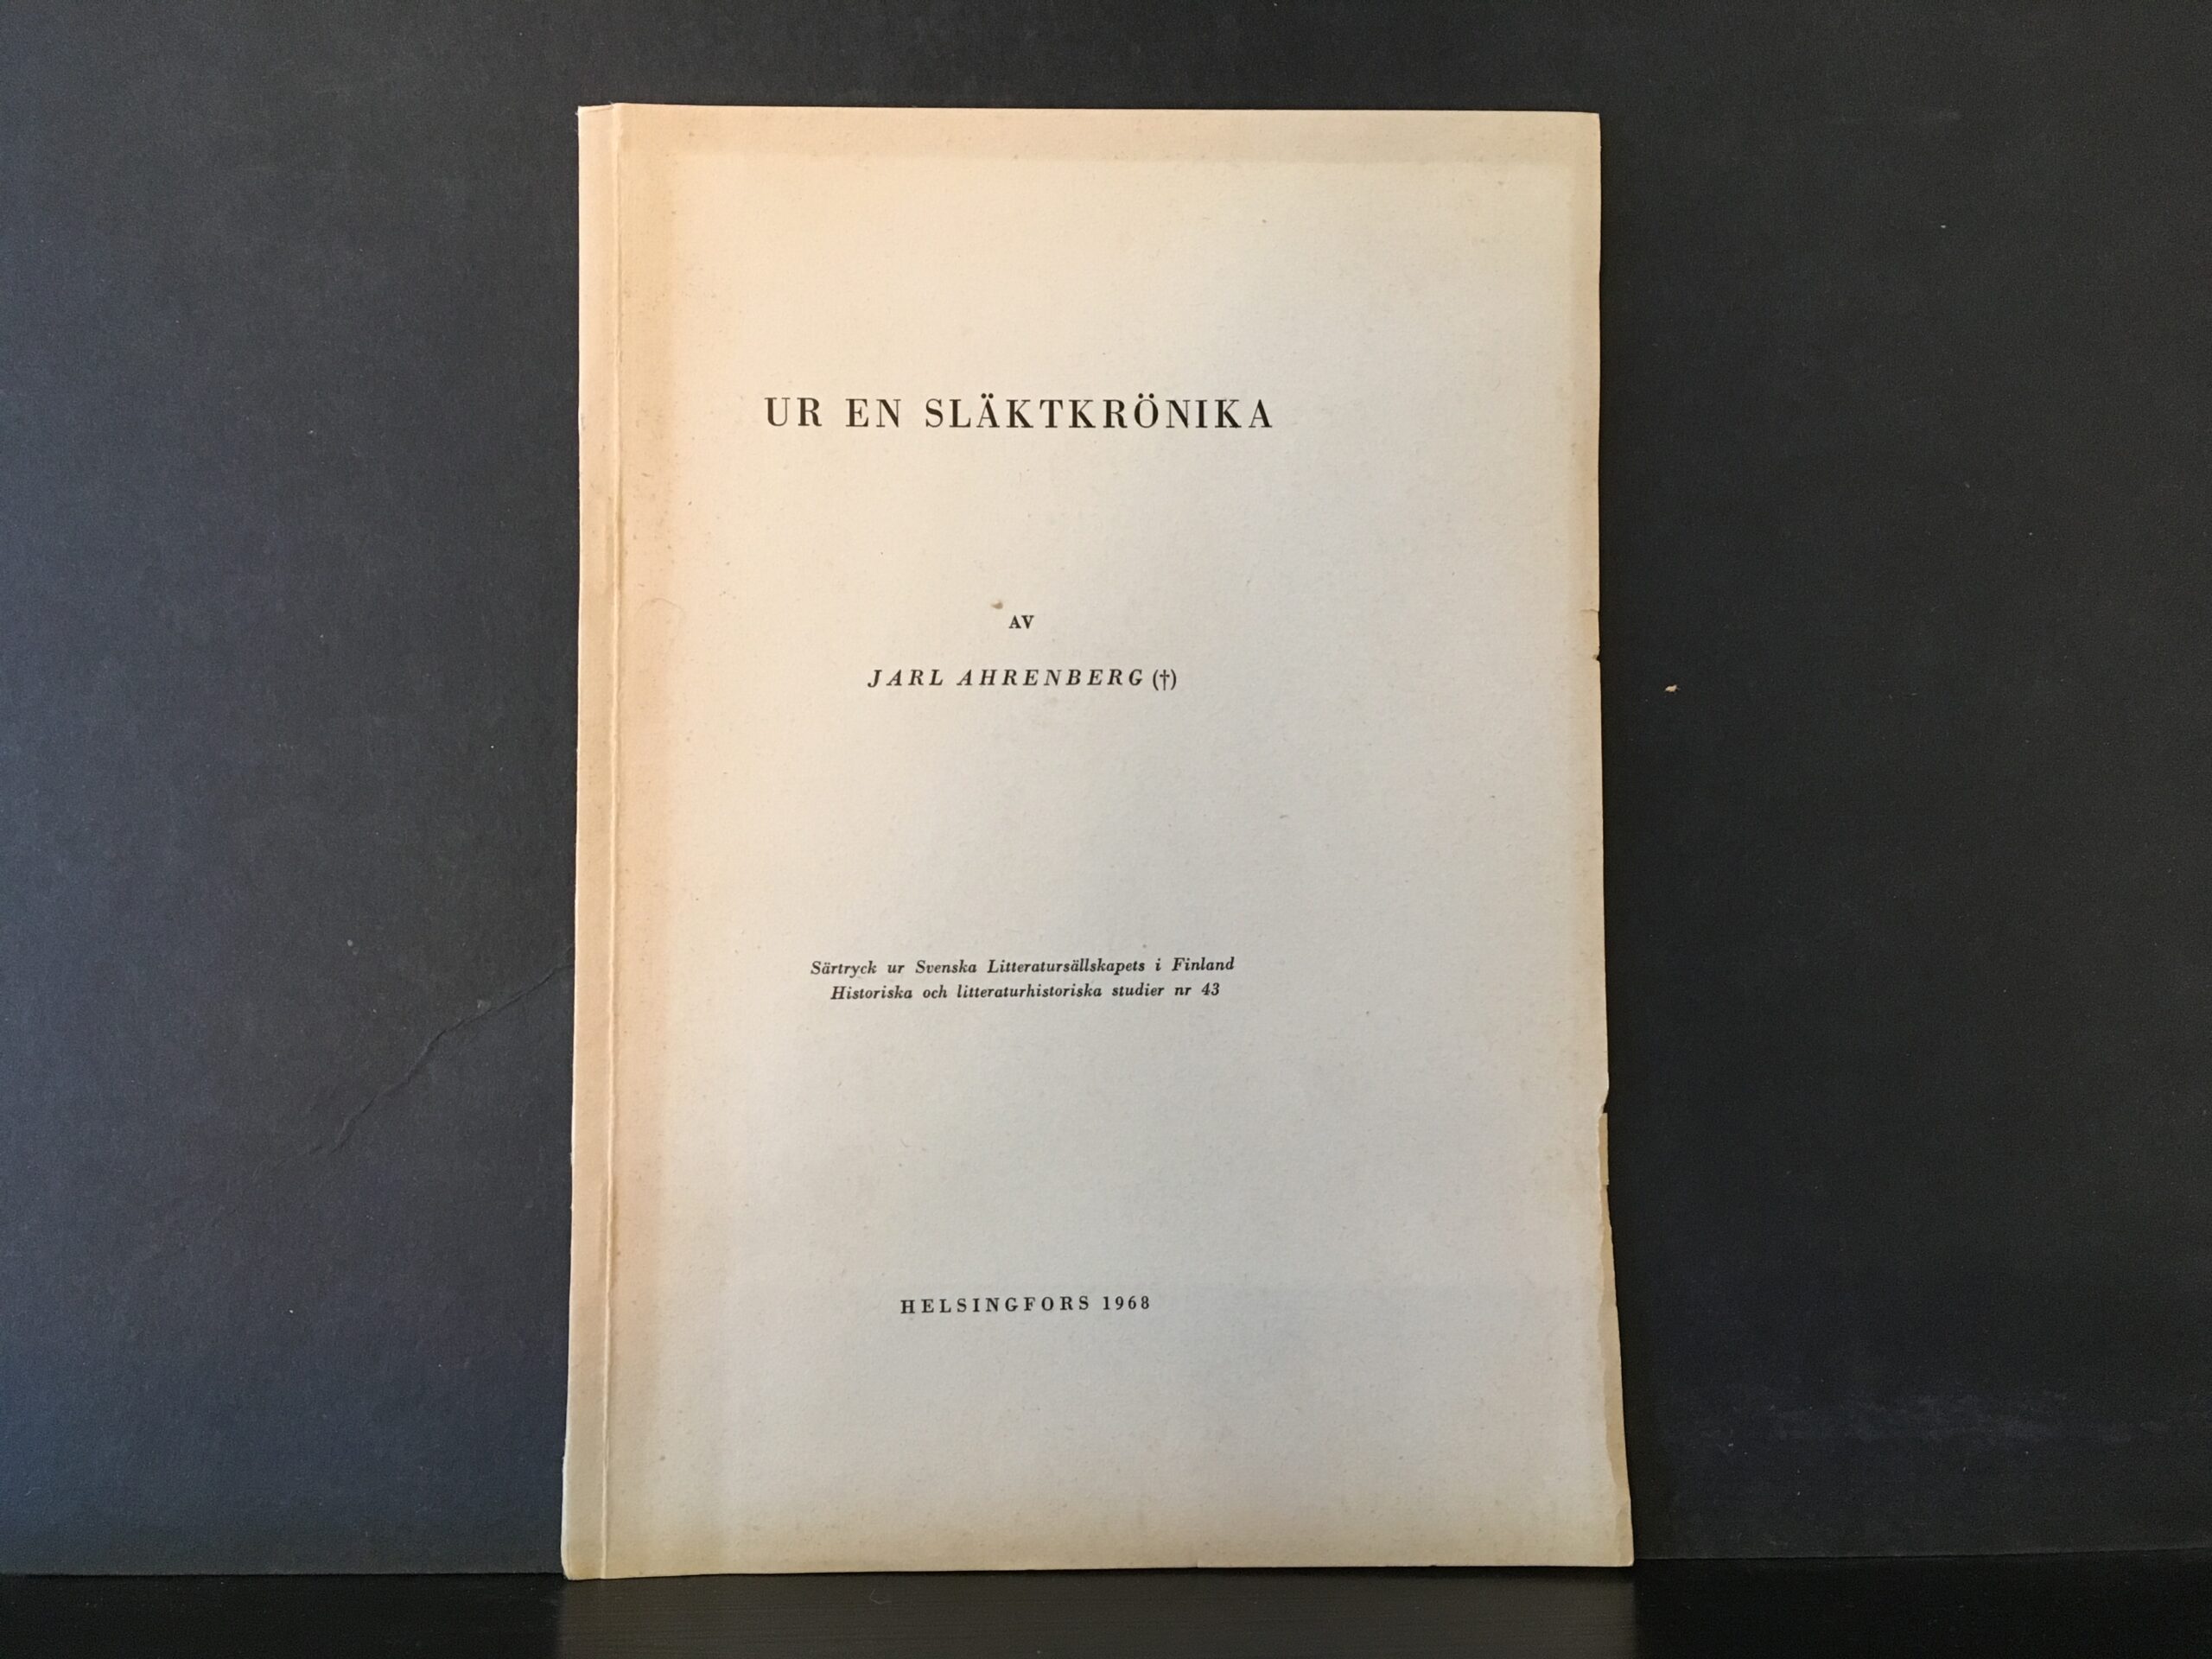 UR EN SLÄKTKRÖNIKA
AV
JARL AHRENBERG (†)
Särtryck ur Svenska Litteratursällskapets i Finland
Historiska och litteraturhistoriska studier nr 43
HELSINGFORS 1968